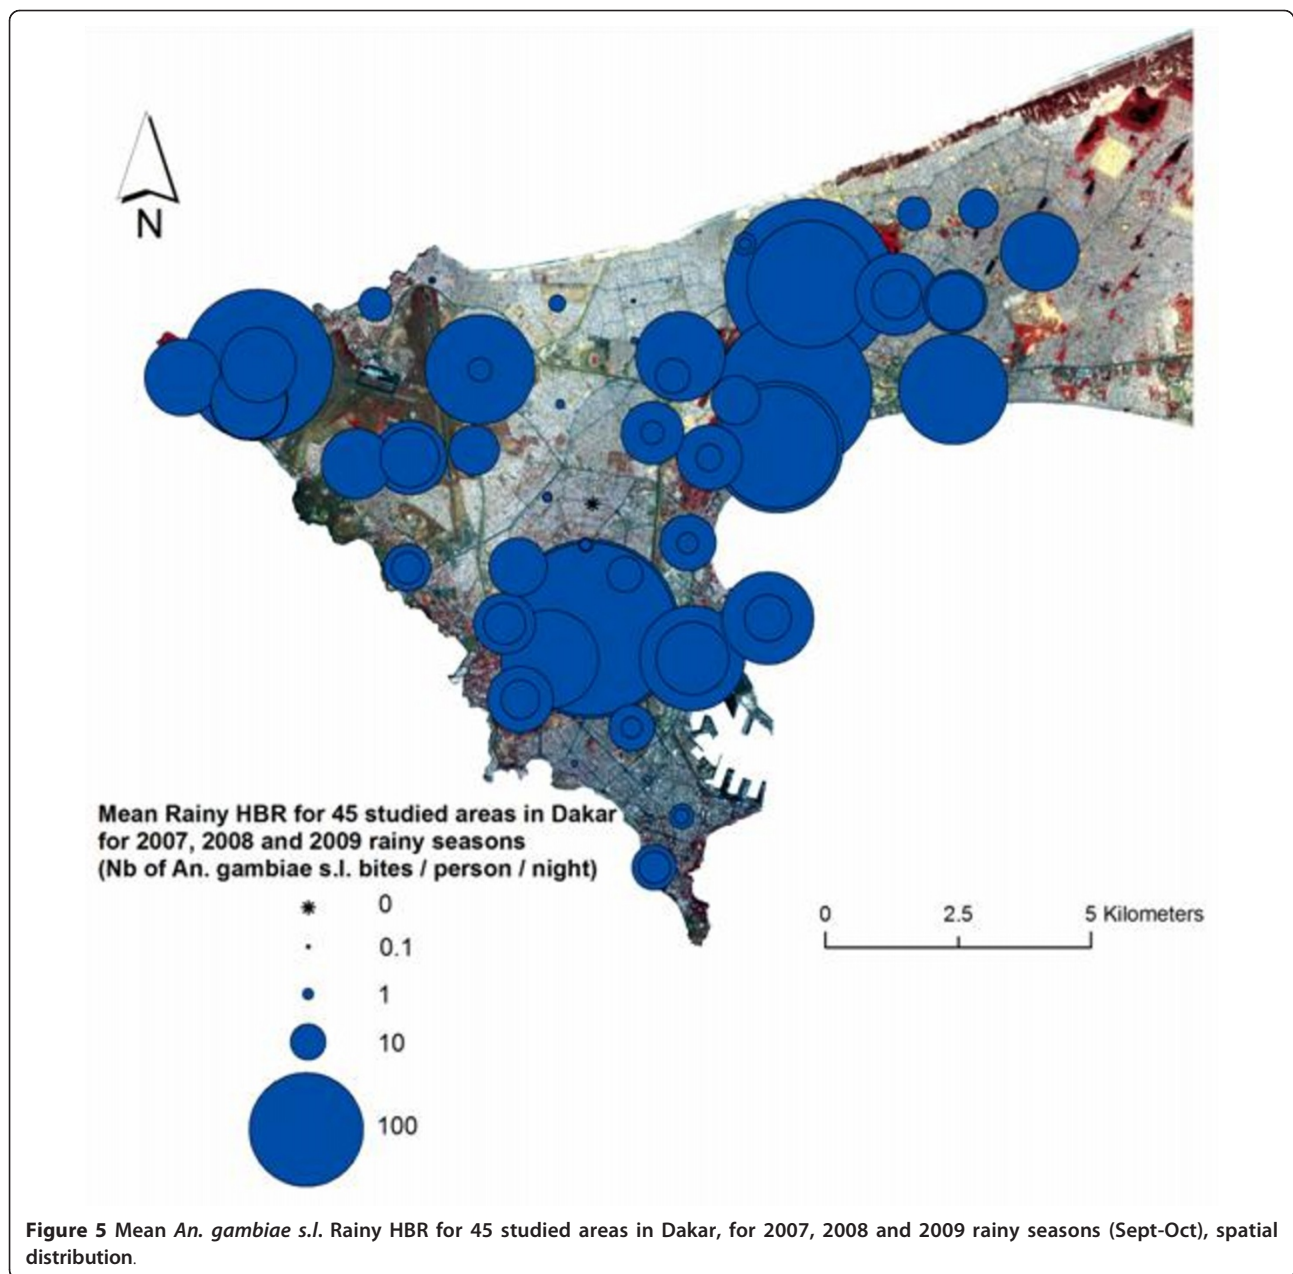 N
Mean Rainy HBR for 45 studied areas in Dakar
for 2007, 2008 and 2009 rainy seasons
(Nb of An. gambiae s.l. bites / person / night)
0
0.1
1
10
100
0 2.5 5 Kilometers
Figure 5 Mean An. gambiae s.l. Rainy HBR for 45 studied areas in Dakar, for 2007, 2008 and 2009 rainy seasons (Sept-Oct), spatial
distribution.